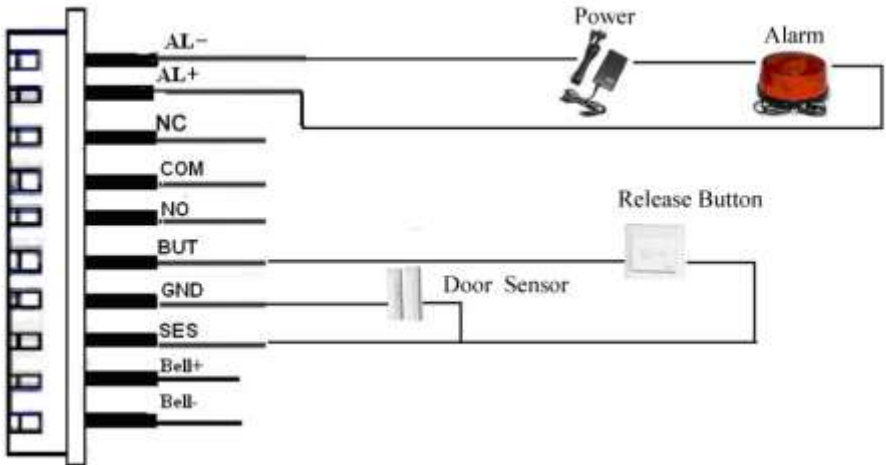 Power
Alarm
AL−
AL+
NC
COM
NO
Release Button
BUT
Door Sensor
GND
SES
Bell+
Bell-